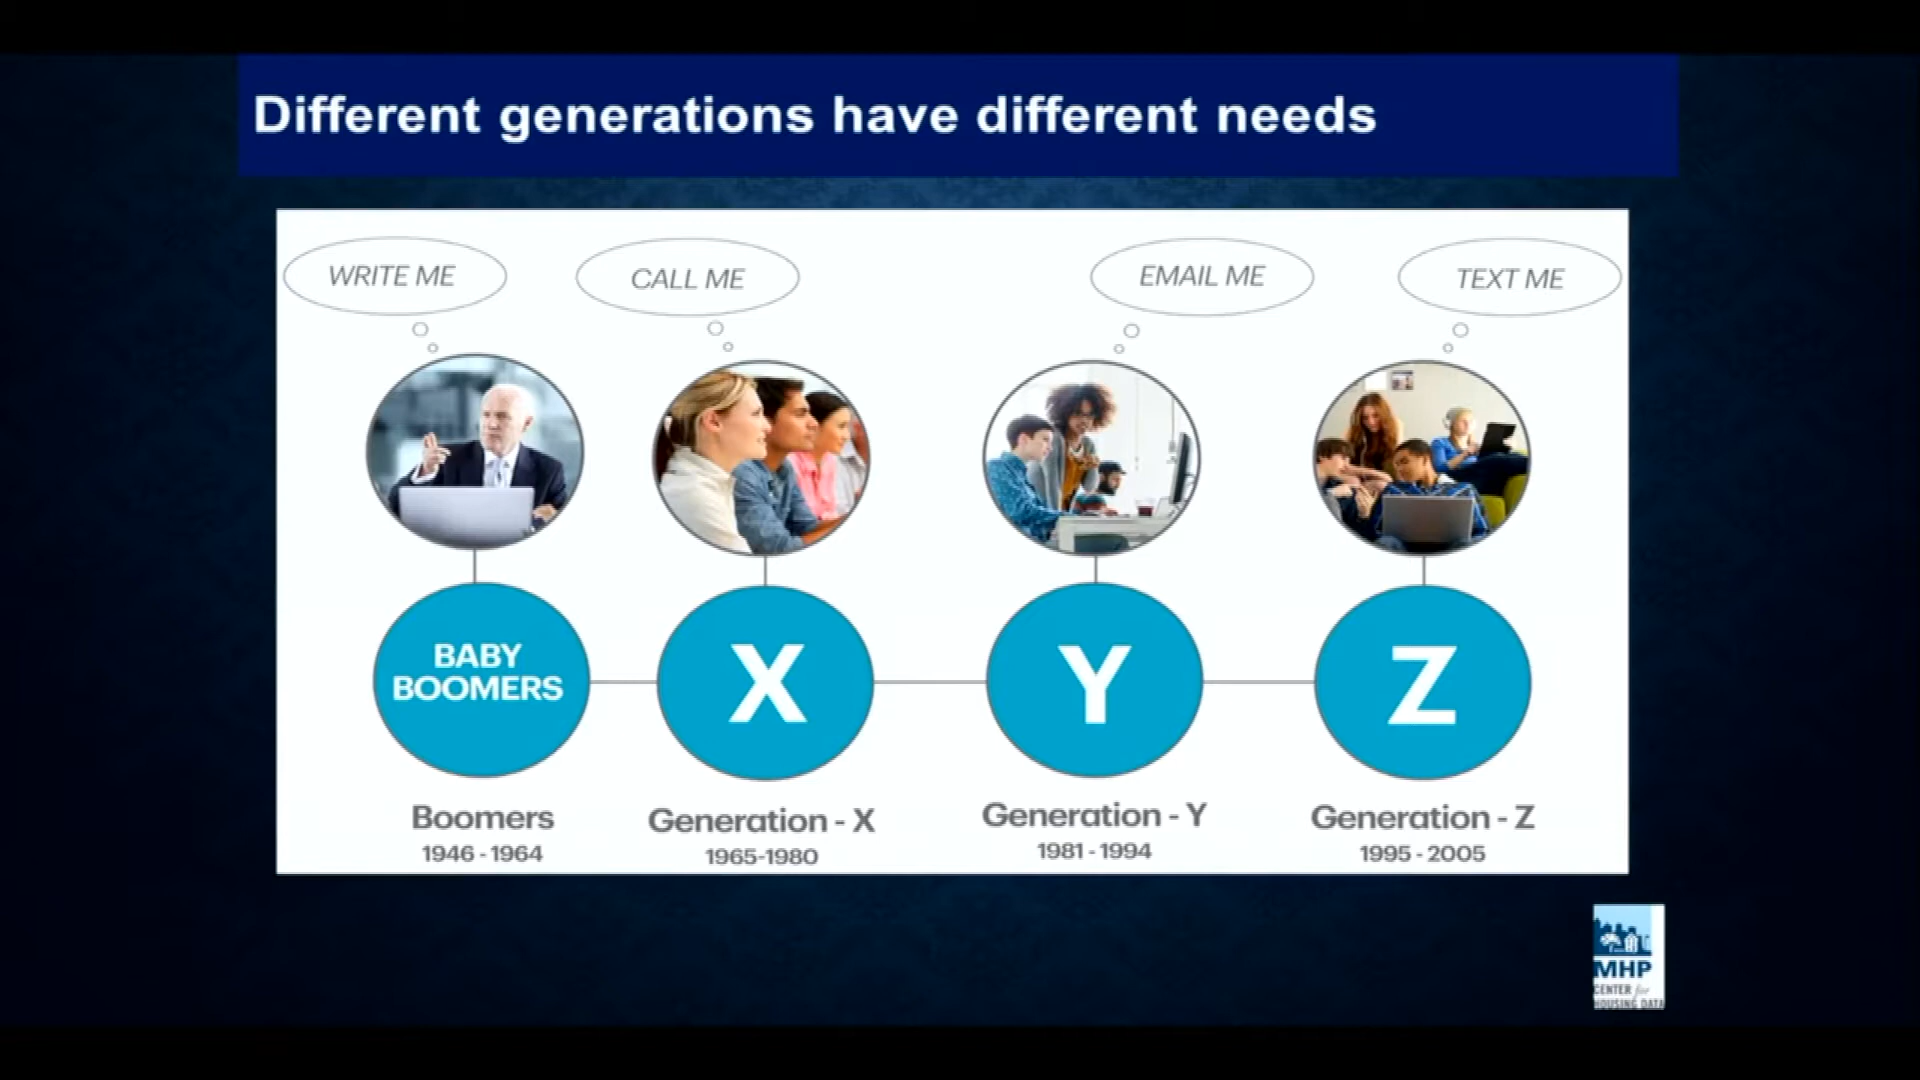 Different generations have different needs
WRITE ME
CALL ME
EMAIL ME
TEXT ME
BABY
BOOMERS
X
Y
Z
Boomers
1946 - 1964
Generation - X
1965-1980
Generation - Y
1981 - 1994
Generation - Z
1995 - 2005
MHP
CENTER for
HOUSING DATA